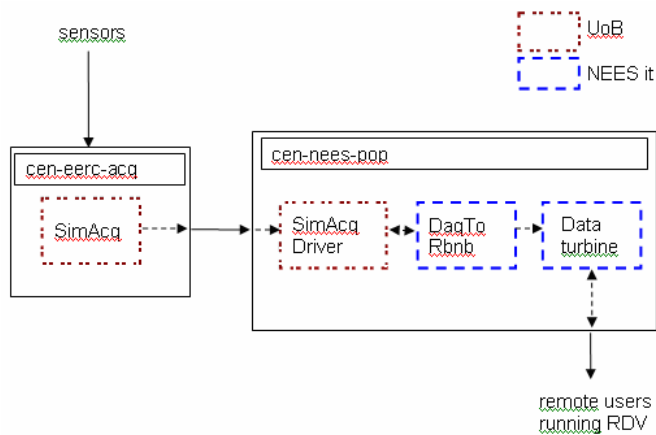 sensors
UoB
NEES it
cen-eerc-acq
cen-nees-pop
SimAcq
SimAcq
Driver
DaqTo
Rbnb
Data
turbine
remote users
running RDV